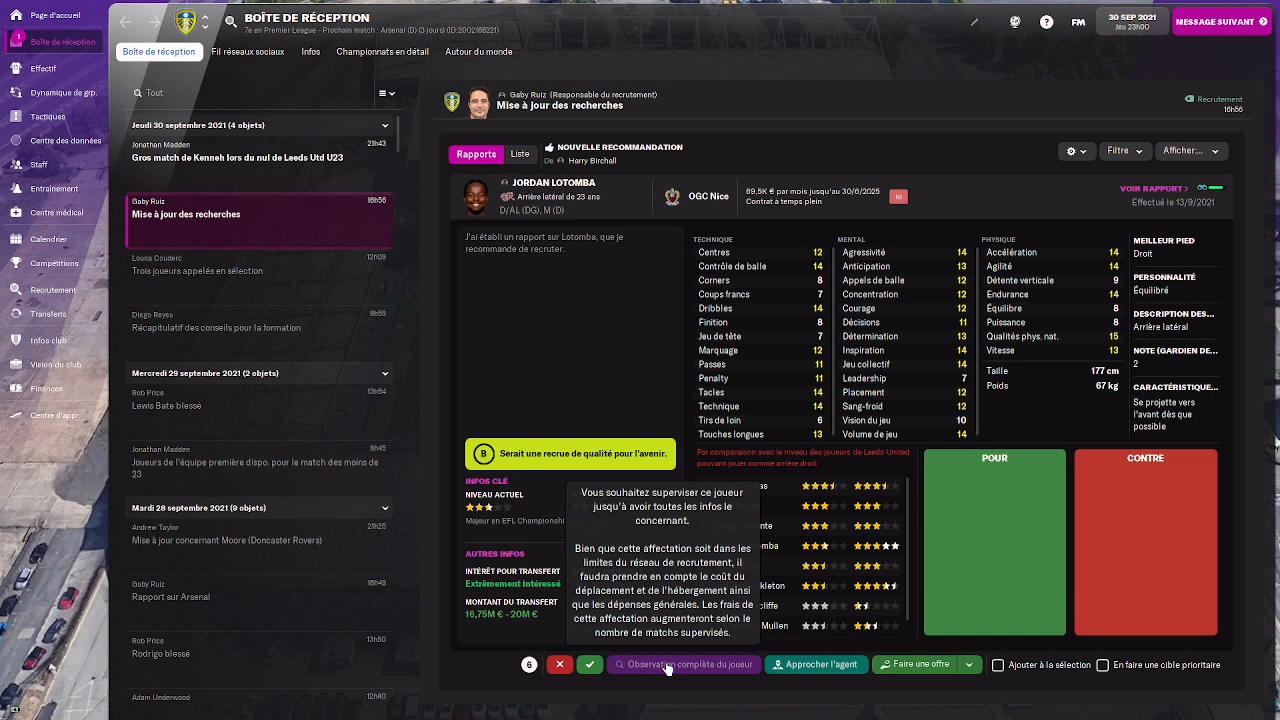 Accueil
1
Boîte de réception
Effectif
Dynamique de grp.
Tactiques
Centre des données
Staff
Entraînement
Centre médical
Calendrier
Compétitions
Recrutement
Transferts
Infos club
Vision du club
Finances
Centre d'appr.
BOÎTE DE RÉCEPTION
7e en Premier League - Prochain match : Arsenal (D) (3 jours) (ID:2002168221)
FM
30 SEP 2021
Jeu 23h00
MESSAGE SUIVANT
Boîte de réception
Fil réseaux sociaux
Infos
Championnats en détail
Autour du monde
Tout
Jeudi 30 septembre 2021 (4 objets)
Jonathan Madden
21h43
Gros match de Kenneh lors du nul de Leeds Utd U23
Gaby Ruiz
16h56
Mise à jour des recherches
Louna Couderc
12h09
Trois joueurs appelés en sélection
Diego Reyes
8h59
Récapitulatif des conseils pour la formation
Mercredi 29 septembre 2021 (2 objets)
Rob Price
13h54
Lewis Bate blessé
Jonathan Madden
8h45
Joueurs de l'équipe première dispo. pour le match des moins de
23
Mardi 28 septembre 2021 (9 objets)
Andrew Taylor
21h25
Mise à jour concernant Moore (Doncaster Rovers)
Gaby Ruiz
16h49
Rapport sur Arsenal
Rob Price
13h50
Rodrigo blessé
Adam Underwood
12h40
Gaby Ruiz (Responsable du recrutement)
Mise à jour des recherches
Recrutement
16h56
Rapports
Liste
NOUVELLE RECOMMANDATION
De Harry Birchall
Filtre
Afficher:...
JORDAN LOTOMBA
Arrière latéral de 23 ans
D/AL (DG), M (D)
OGC Nice
69,5K € par mois jusqu'au 30/6/2025
Contrat à temps plein
VOIR RAPPORT >
Effectué le 13/9/2021
J'ai établi un rapport sur Lotomba, que je
recommande de recruter.
B
Serait une recrue de qualité pour l'avenir.
INFOS CLÉ
NIVEAU ACTUEL
Majeur en EFL Championshi
AUTRES INFOS
INTÉRÊT POUR TRANSFERT
Extrêmement intéressé
MONTANT DU TRANSFERT
16,75M € - 20M €
TECHNIQUE
Centres 12
Contrôle de balle 14
Corners 8
Coups francs 7
Dribbles 14
Finition 8
Jeu de tête 7
Marquage 12
Passes 11
Penalty 11
Tacles 14
Technique 14
Tirs de loin 6
Touches longues 13
MENTAL
Agressivité 14
Anticipation 13
Appels de balle 12
Concentration 12
Courage 12
Décisions 11
Détermination 13
Inspiration 14
Jeu collectif 14
Leadership 7
Placement 12
Sang-froid 12
Vision du jeu 10
Volume de jeu 14
PHYSIQUE
Accélération 14
Agilité 14
Détente verticale 9
Endurance 14
Équilibre 8
Puissance 8
Qualités phys. nat. 15
Vitesse 13
Taille 177 cm
Poids 67 kg
MEILLEUR PIED
Droit
PERSONNALITÉ
Équilibré
DESCRIPTION DES...
Arrière latéral
NOTE (GARDIEN DE...
2
CARACTÉRISTIQUE...
Se projette vers
l'avant dès que
possible
Par comparaison avec le niveau des joueurs de Leeds United
pouvant jouer comme arrière droit
POUR
CONTRE
Vous souhaitez superviser ce joueur
jusqu'à avoir toutes les infos le
concernant.
Bien que cette affectation soit dans les
limites du réseau de recrutement, il
faudra prendre en compte le coût du
déplacement et de l'hébergement ainsi
que les dépenses générales. Les frais de
cette affectation augmenteront selon le
nombre de matchs supervisés.
6
Observation complète du joueur
Approcher l'agent
Faire une offre
Ajouter à la sélection
En faire une cible prioritaire